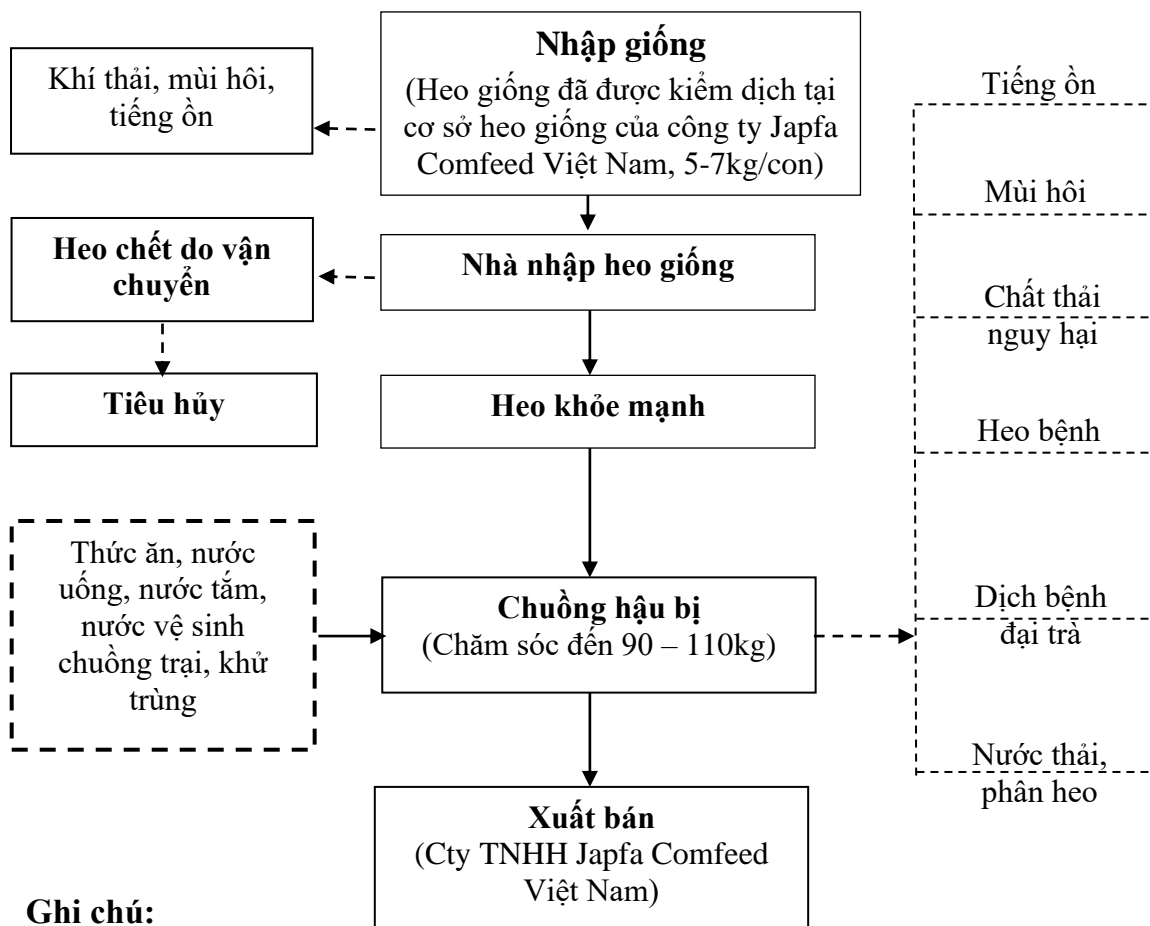 Nhập giống
(Heo giống đã được kiểm dịch tại
cơ sở heo giống của công ty Japfa
Comfeed Việt Nam, 5-7kg/con)
Khí thải, mùi hôi,
tiếng ồn
Nhà nhập heo giống
Heo chết do vận
chuyển
Tiêu hủy
Heo khỏe mạnh
Thức ăn, nước
uống, nước tắm,
nước vệ sinh
chuồng trại, khử
trùng
Chuồng hậu bị
(Chăm sóc đến 90 – 110kg)
Tiếng ồn
Mùi hôi
Chất thải
nguy hại
Heo bệnh
Dịch bệnh
đại trà
Nước thải,
phân heo
Xuất bán
(Cty TNHH Japfa Comfeed
Việt Nam)
Ghi chú: